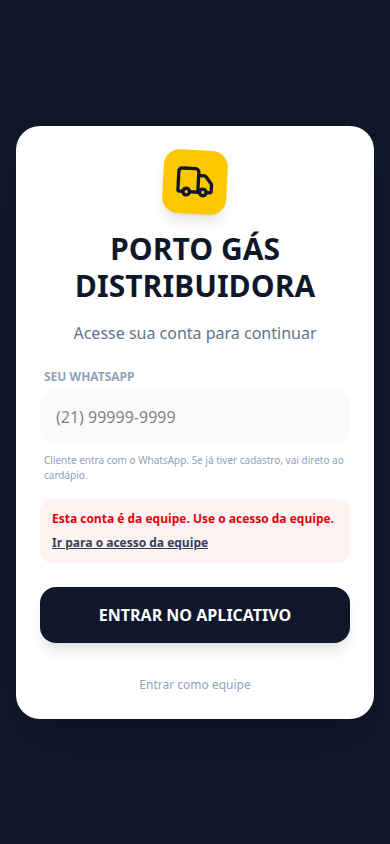 PORTO GÁS
DISTRIBUIDORA
Acesse sua conta para continuar
SEU WHATSAPP
(21) 99999-9999
Cliente entra com o WhatsApp. Se já tiver cadastro, vai direto ao
cardápio.
Esta conta é da equipe. Use o acesso da equipe.
Ir para o acesso da equipe
ENTRAR NO APLICATIVO
Entrar como equipe